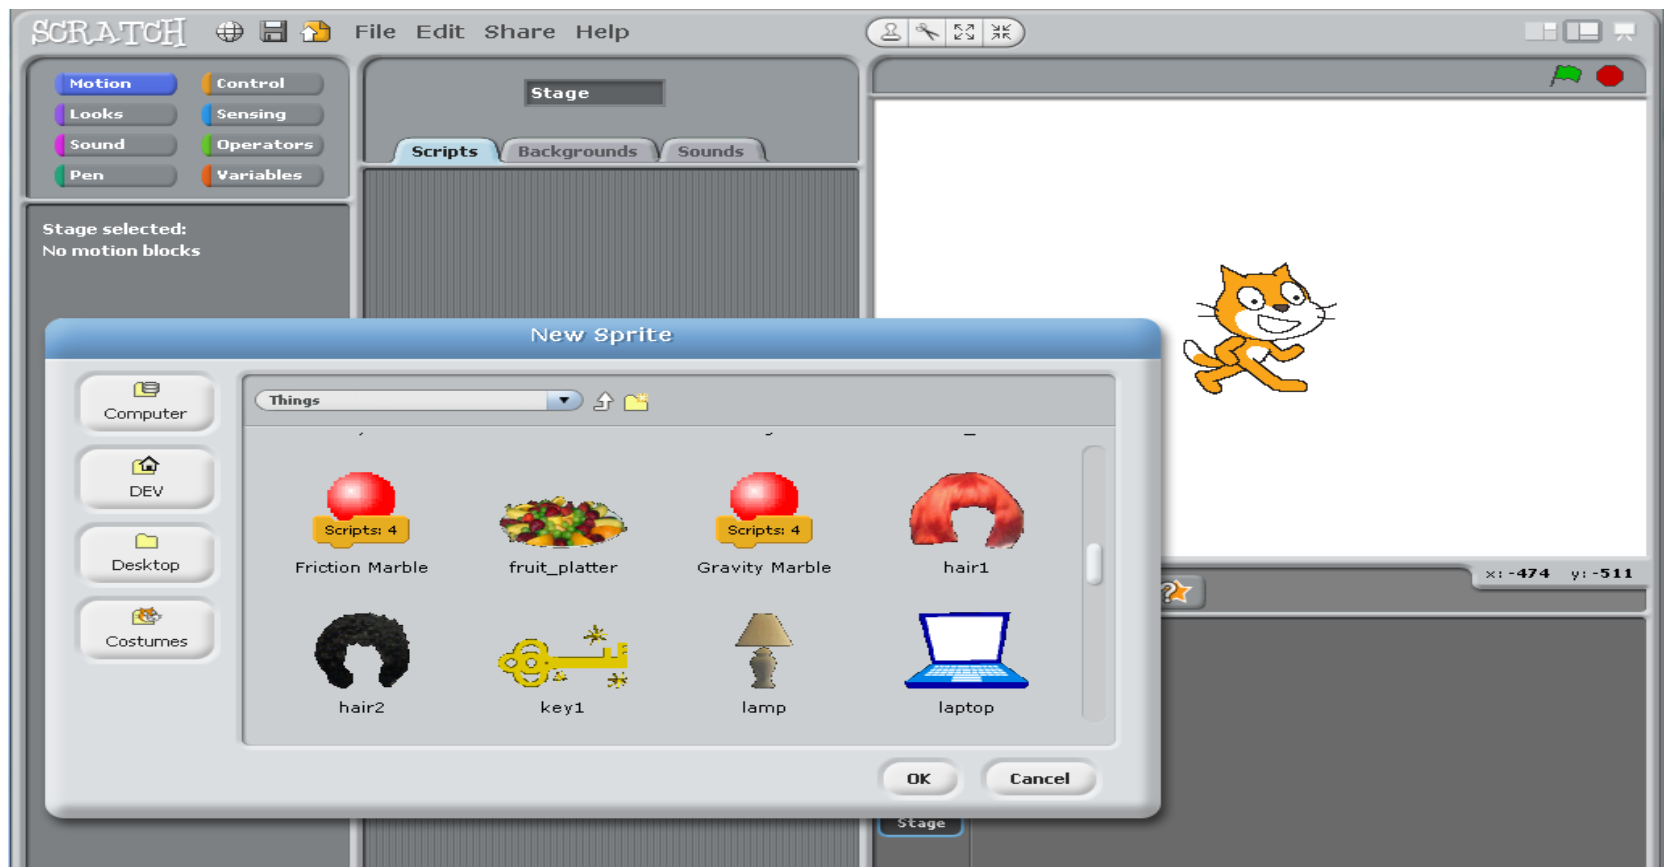 SCRATCH File Edit Share Help
Motion Control
Looks Sensing
Sound Operators
Pen Variables
Stage selected:
No motion blocks
Stage
Scripts Backgrounds Sounds
New Sprite
Computer
DEV
Desktop
Costumes
Things
Scripts: 4 Scripts: 4
Friction Marble fruit_platter Gravity Marble hair1
hair2 key1 lamp laptop
OK Cancel
x: -474 y: -511
Stage